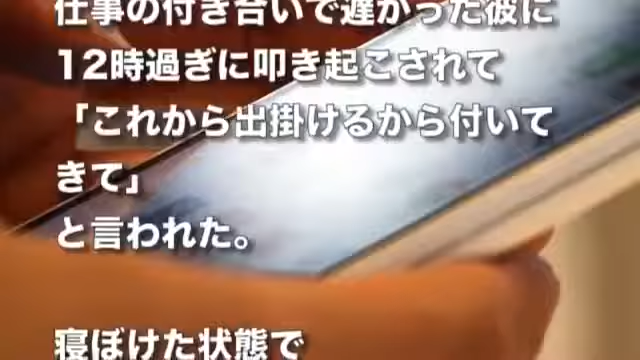 仕事の付き合いで遅かった彼に
12時過ぎに叩き起こされて
「これから出掛けるから付いて
きて」
と言われた。
寝ぼけた状態で